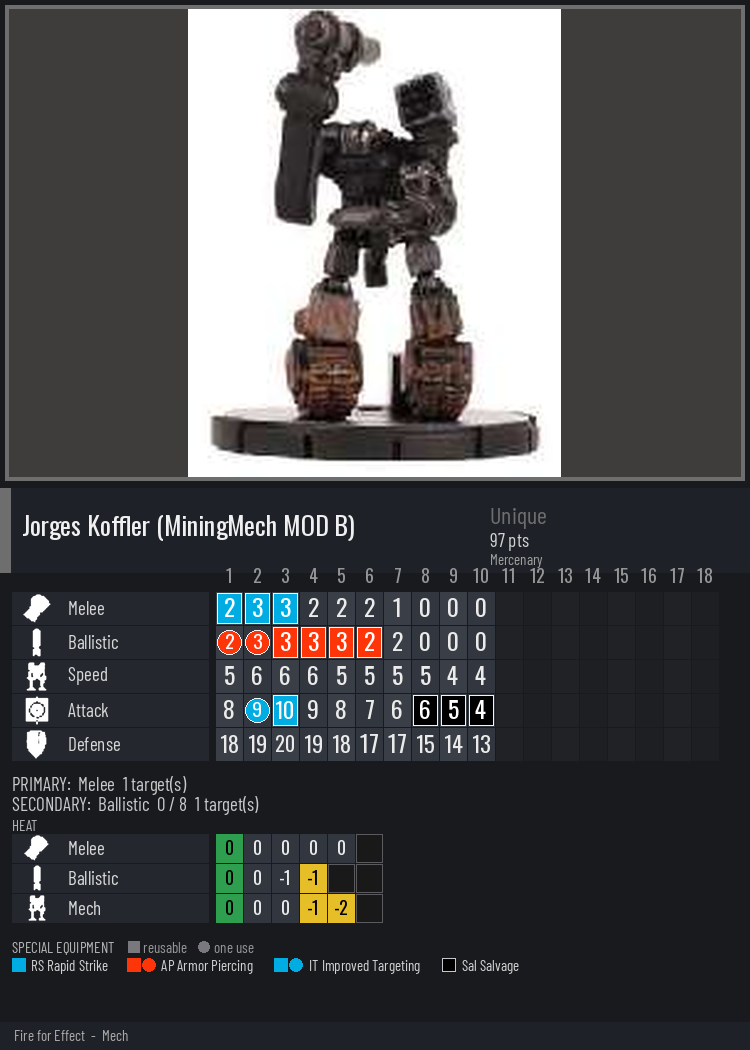 Jorges Koffler (MiningMech MOD B)
Unique
97 pts
Mercenary
1 2 3 4 5 6 7 8 9 10 11 12 13 14 15 16 17 18
Melee 2 3 3 2 2 2 1 0 0 0
Ballistic 2 3 3 3 3 2 2 0 0 0
Speed 5 6 6 6 5 5 5 5 4 4
Attack 8 9 10 9 8 7 6 6 5 4
Defense 18 19 20 19 18 17 17 15 14 13
PRIMARY: Melee 1 target(s)
SECONDARY: Ballistic 0 / 8 1 target(s)
HEAT
Melee 0 0 0 0 0
Ballistic 0 0 -1 -1
Mech 0 0 0 -1 -2
SPECIAL EQUIPMENT reusable one use
RS Rapid Strike AP Armor Piercing IT Improved Targeting Sal Salvage
Fire for Effect - Mech